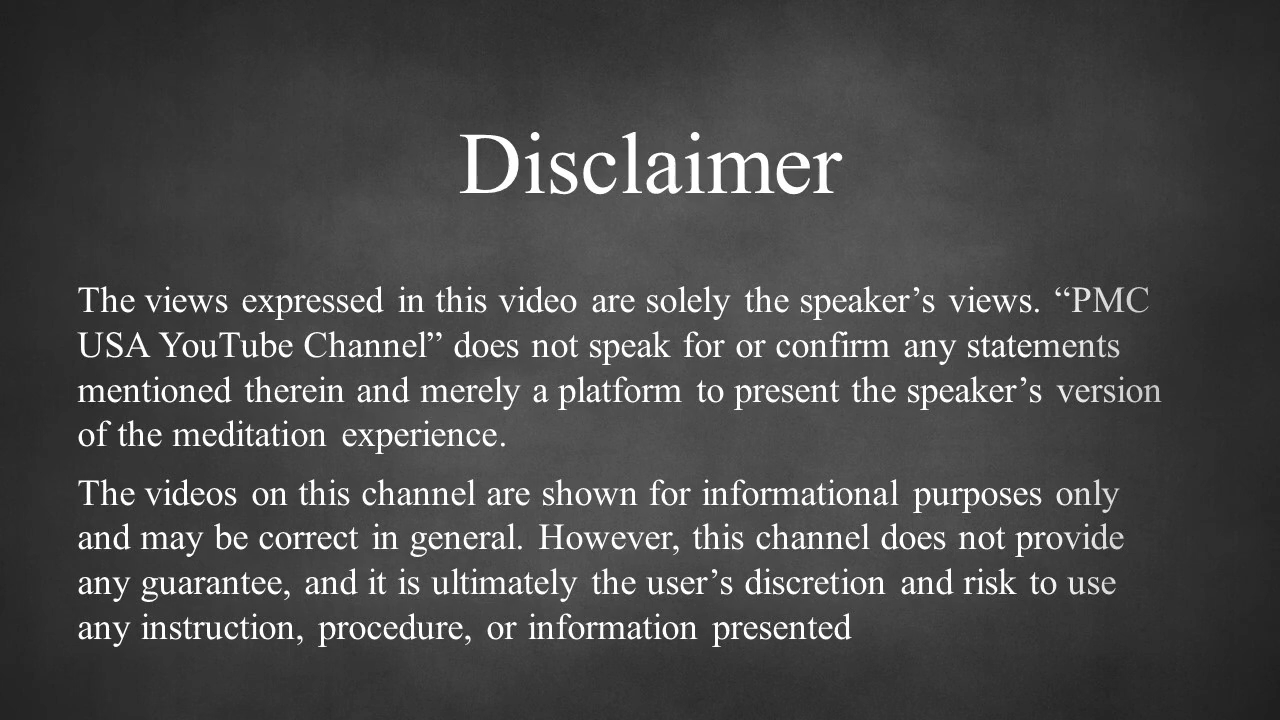 Disclaimer
The views expressed in this video are solely the speaker’s views. “PMC
USA YouTube Channel” does not speak for or confirm any statements
mentioned therein and merely a platform to present the speaker’s version
of the meditation experience.
The videos on this channel are shown for informational purposes only
and may be correct in general. However, this channel does not provide
any guarantee, and it is ultimately the user’s discretion and risk to use
any instruction, procedure, or information presented